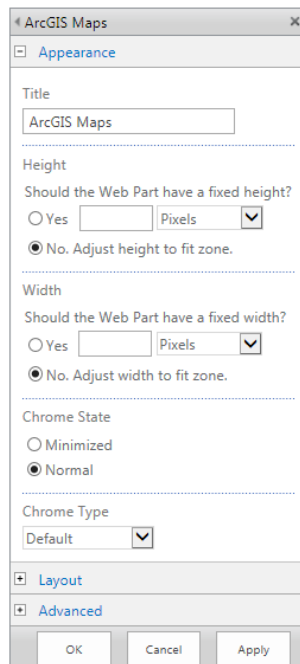 ArcGIS Maps
Appearance
Title
ArcGIS Maps
Height
Should the Web Part have a fixed height?
Yes Pixels
No. Adjust height to fit zone.
Width
Should the Web Part have a fixed width?
Yes Pixels
No. Adjust width to fit zone.
Chrome State
Minimized
Normal
Chrome Type
Default
Layout
Advanced
OK Cancel Apply